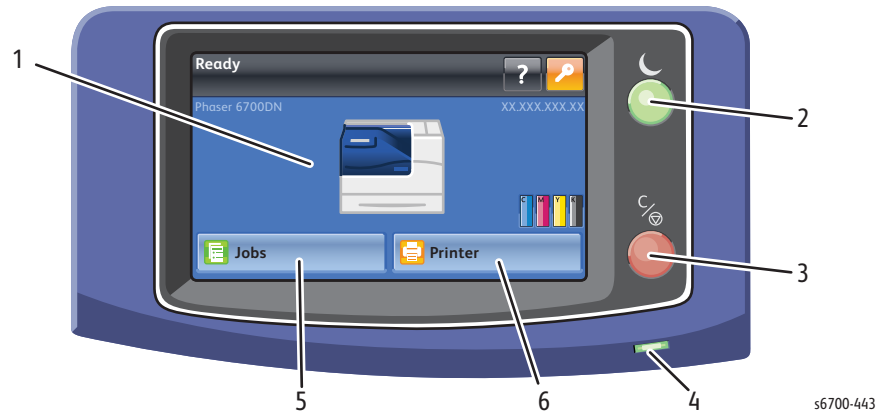 1
Ready
?
Phaser 6700DN
XX.XXX.XXX.XX
2
C M Y K
C/
Jobs
Printer
3
5
6
4
s6700-443